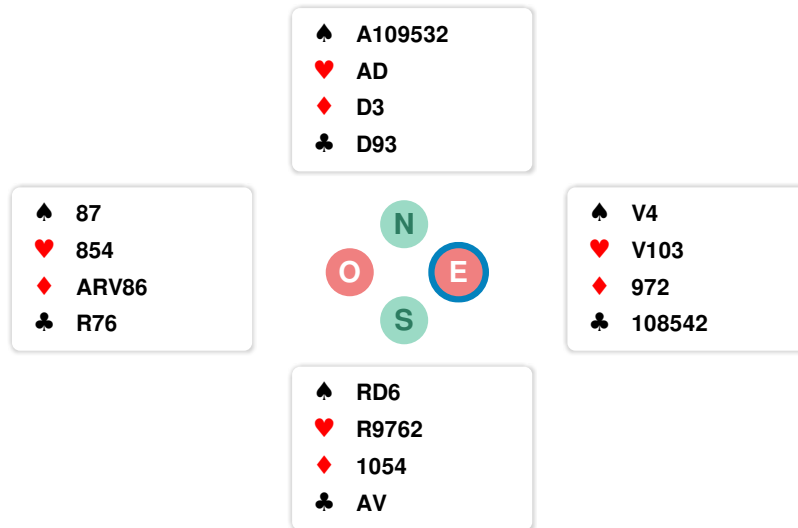 ♠ A109532
♥ AD
♦ D3
♣ D93
♠ 87
♥ 854
♦ ARV86
♣ R76
N
O
E
S
♠ V4
♥ V103
♦ 972
♣ 108542
♠ RD6
♥ R9762
♦ 1054
♣ AV